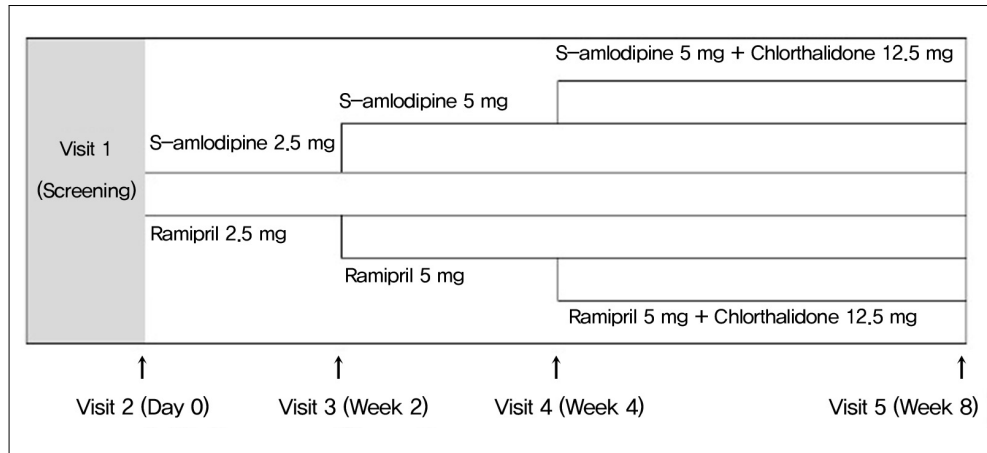 S-amlodipine 5 mg + Chlorthalidone 12.5 mg
S-amlodipine 5 mg
S-amlodipine 2.5 mg
Visit 1
(Screening)
Ramipril 2.5 mg
Ramipril 5 mg
Ramipril 5 mg + Chlorthalidone 12.5 mg
Visit 2 (Day 0)
Visit 3 (Week 2)
Visit 4 (Week 4)
Visit 5 (Week 8)